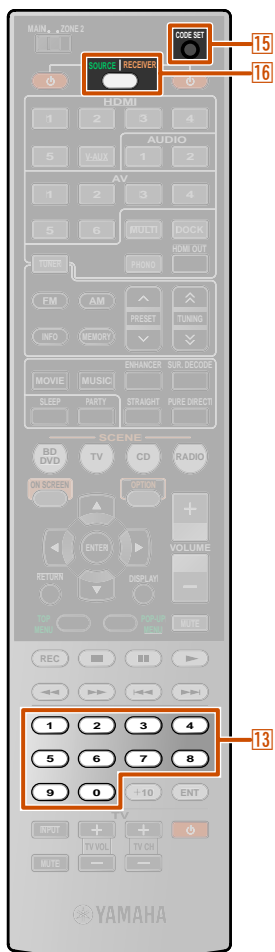 MAIN ZONE 2
CODE SET
15
SOURCE RECEIVER
16
HDMI
1 2 3 4
AUDIO
5 V-AUX 1 2
AV
1 2 3 4
5 6 MULTI DOCK
HDMI OUT
TUNER PHONO
FM AM
PRESET TUNING
INFO MEMORY
ENHANCER SUR. DECODE
MOVIE MUSIC
SLEEP PARTY STRAIGHT PURE DIRECT
SCENE
BD DVD TV CD RADIO
ON SCREEN OPTION
+
ENTER
VOLUME
RETURN DISPLAY
−
TOP MENU POP-UP MENU MUTE
REC
1 2 3 4
13
5 6 7 8
9 0 +10 ENT
TV
INPUT + +
TV VOL TV CH
MUTE − −
YAMAHA